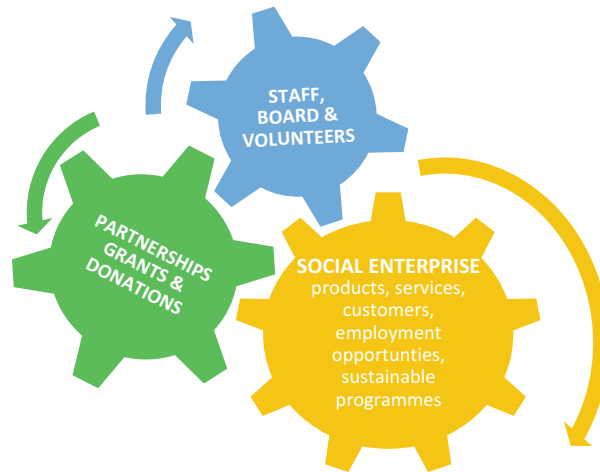 STAFF,
BOARD &
VOLUNTEERS
PARTNERSHIPS
GRANTS &
DONATIONS
SOCIAL ENTERPRISE
products, services,
customers,
employment
opportunties,
sustainable
programmes